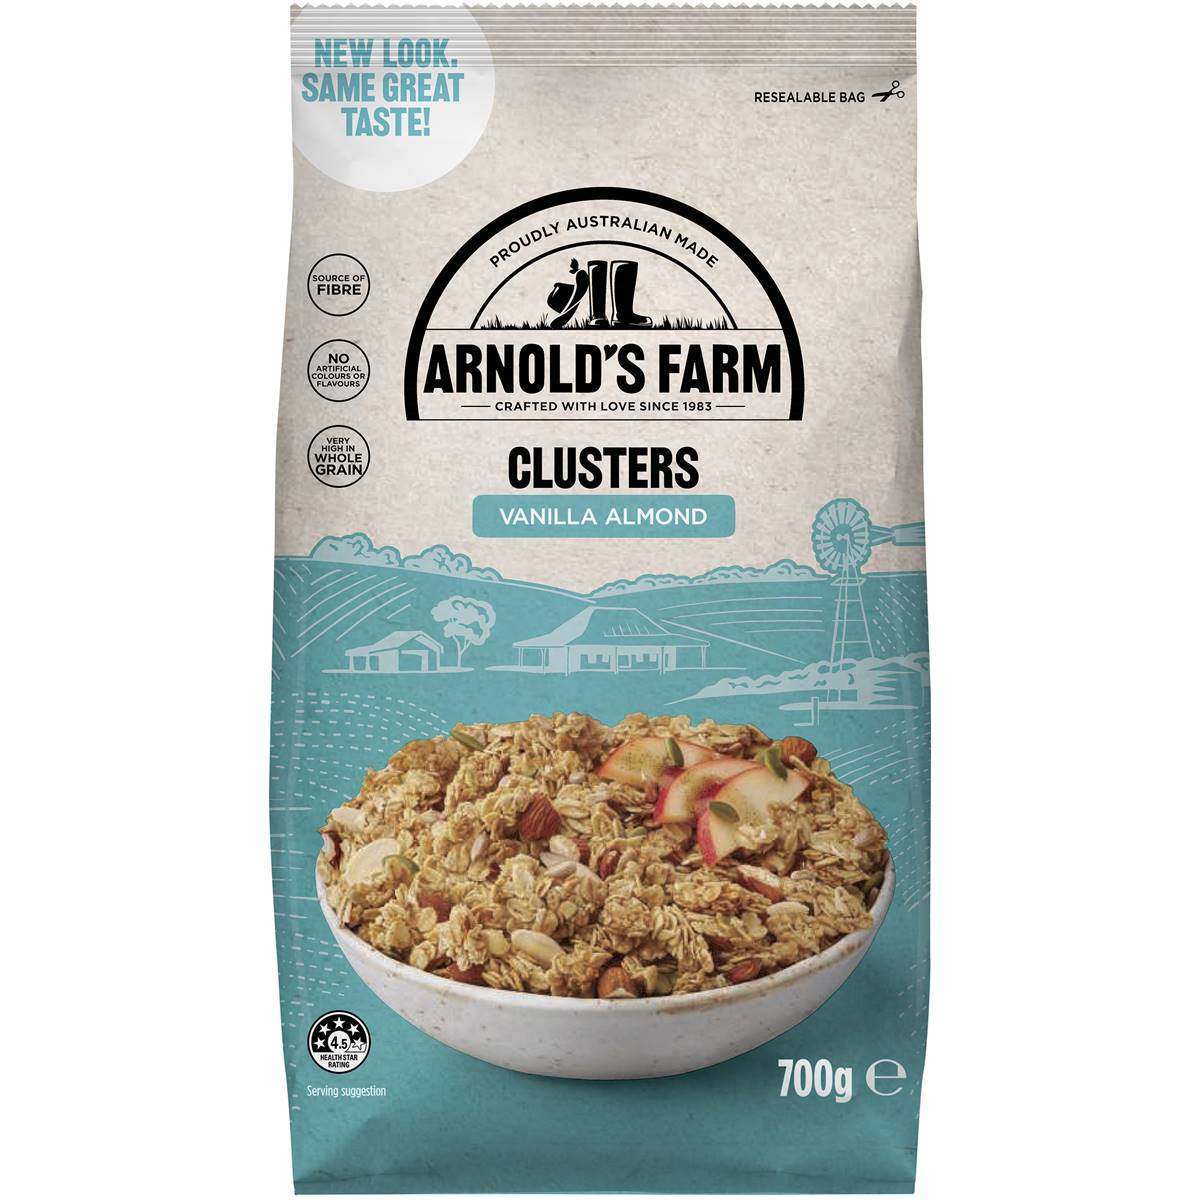 NEW LOOK.
SAME GREAT
TASTE!
RESEALABLE BAG
PROUDLY AUSTRALIAN MADE
ARNOLD'S FARM
CRAFTED WITH LOVE SINCE 1983
SOURCE OF
FIBRE
NO
ARTIFICIAL
COLOURS OR
FLAVOURS
VERY
HIGH IN
WHOLE
GRAIN
CLUSTERS
VANILLA ALMOND
4.5
HEALTH STAR
RATING
Serving suggestion
700g ℮